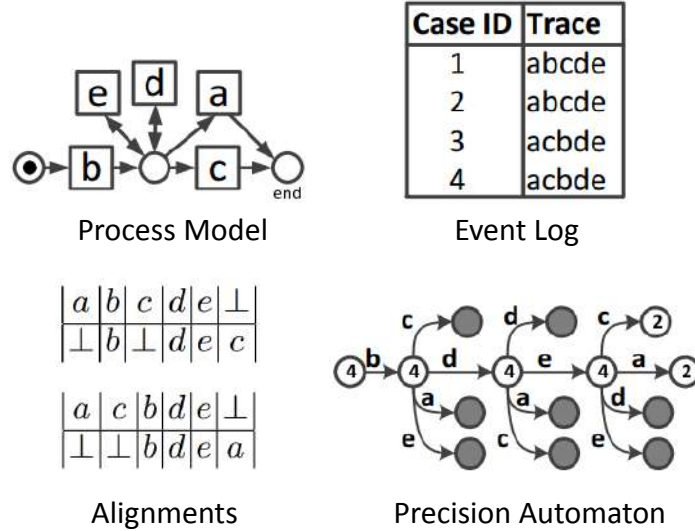 Case ID Trace
1 abcde
2 abcde
3 acbde
4 acbde
e d a
b c
end
Process Model
Event Log
a b c d e ⊥
⊥ b ⊥ d e c
a c b d e ⊥
⊥ ⊥ b d e a
Alignments
c d c 2
4 b 4 d 4 e 4 a 2
a a d
e c e
Precision Automaton